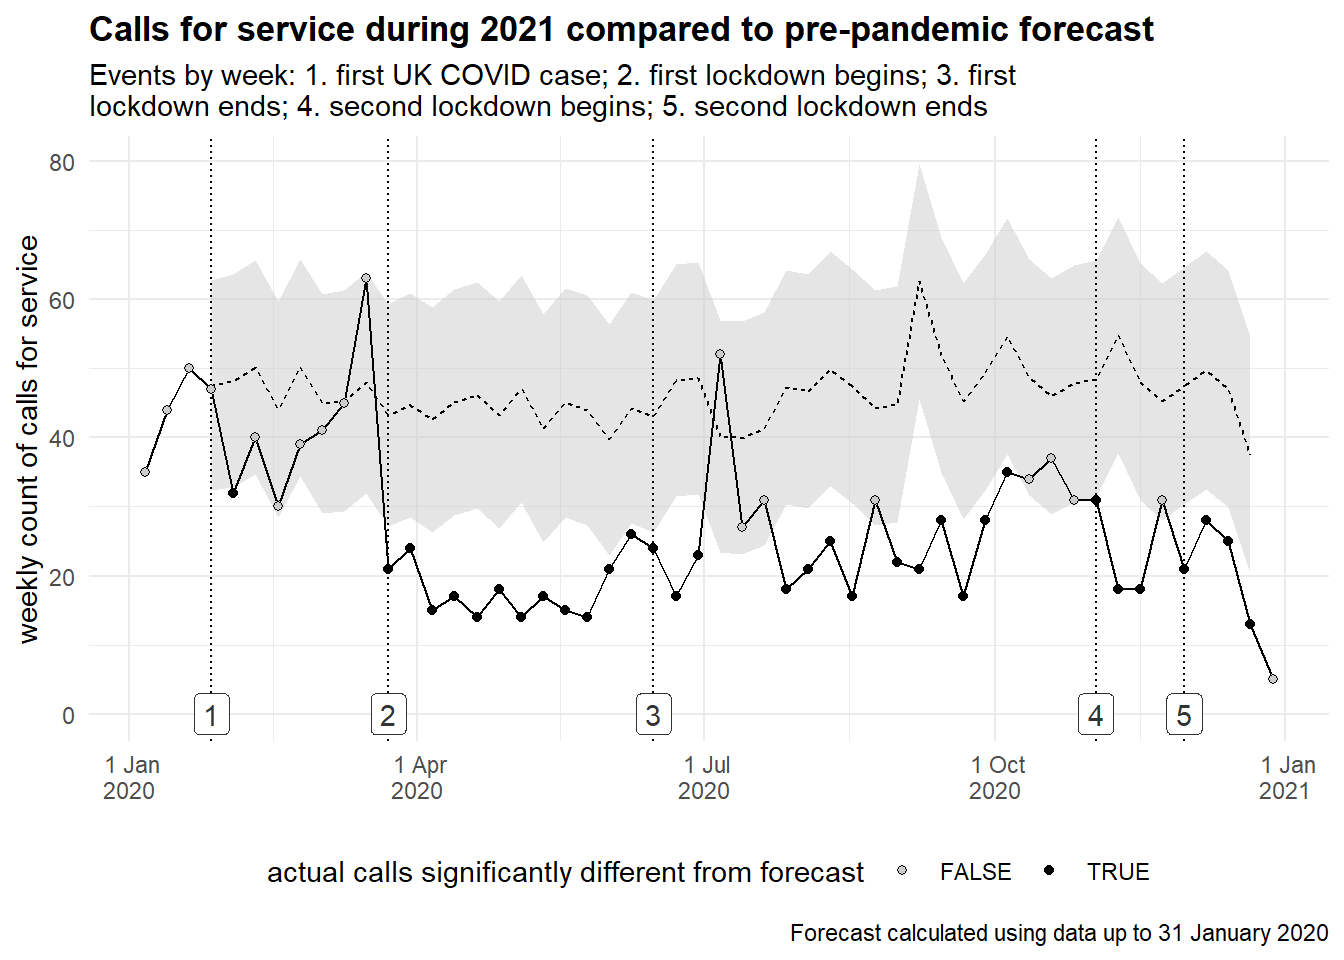 Calls for service during 2021 compared to pre-pandemic forecast
Events by week: 1. first UK COVID case; 2. first lockdown begins; 3. first
lockdown ends; 4. second lockdown begins; 5. second lockdown ends
weekly count of calls for service
80
60
40
20
0
1
2
3
4
5
1 Jan
2020
1 Apr
2020
1 Jul
2020
1 Oct
2020
1 Jan
2021
actual calls significantly different from forecast
FALSE
TRUE
Forecast calculated using data up to 31 January 2020